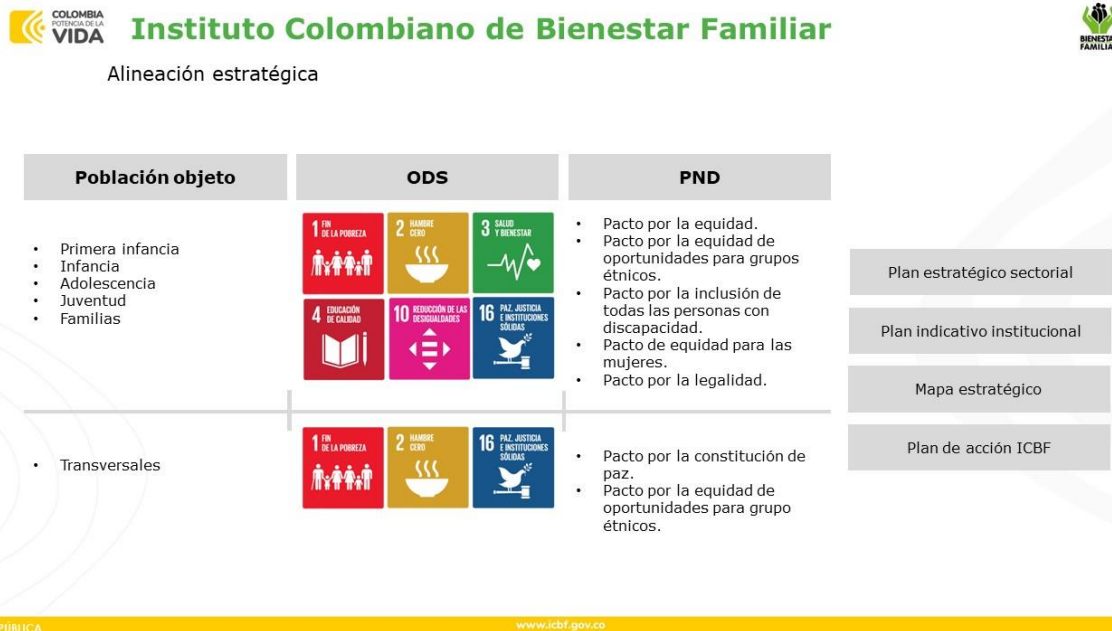 COLOMBIA
POTENCIA DE LA
VIDA
Instituto Colombiano de Bienestar Familiar
BIENESTAR
FAMILIAR
Alineación estratégica
Población objeto
ODS
PND
• Primera infancia
• Infancia
• Adolescencia
• Juventud
• Familias
1 FIN
DE LA POBREZA
2 HAMBRE
CERO
3 SALUD
Y BIENESTAR
4 EDUCACIÓN
DE CALIDAD
10 REDUCCIÓN DE LAS
DESIGUALDADES
16 PAZ, JUSTICIA
E INSTITUCIONES
SÓLIDAS
• Pacto por la equidad.
• Pacto por la equidad de
oportunidades para grupos
étnicos.
• Pacto por la inclusión de
todas las personas con
discapacidad.
• Pacto de equidad para las
mujeres.
• Pacto por la legalidad.
• Transversales
1 FIN
DE LA POBREZA
2 HAMBRE
CERO
16 PAZ, JUSTICIA
E INSTITUCIONES
SÓLIDAS
• Pacto por la constitución de
paz.
• Pacto por la equidad de
oportunidades para grupo
étnicos.
Plan estratégico sectorial
Plan indicativo institucional
Mapa estratégico
Plan de acción ICBF
PÚBLICA
www.icbf.gov.co